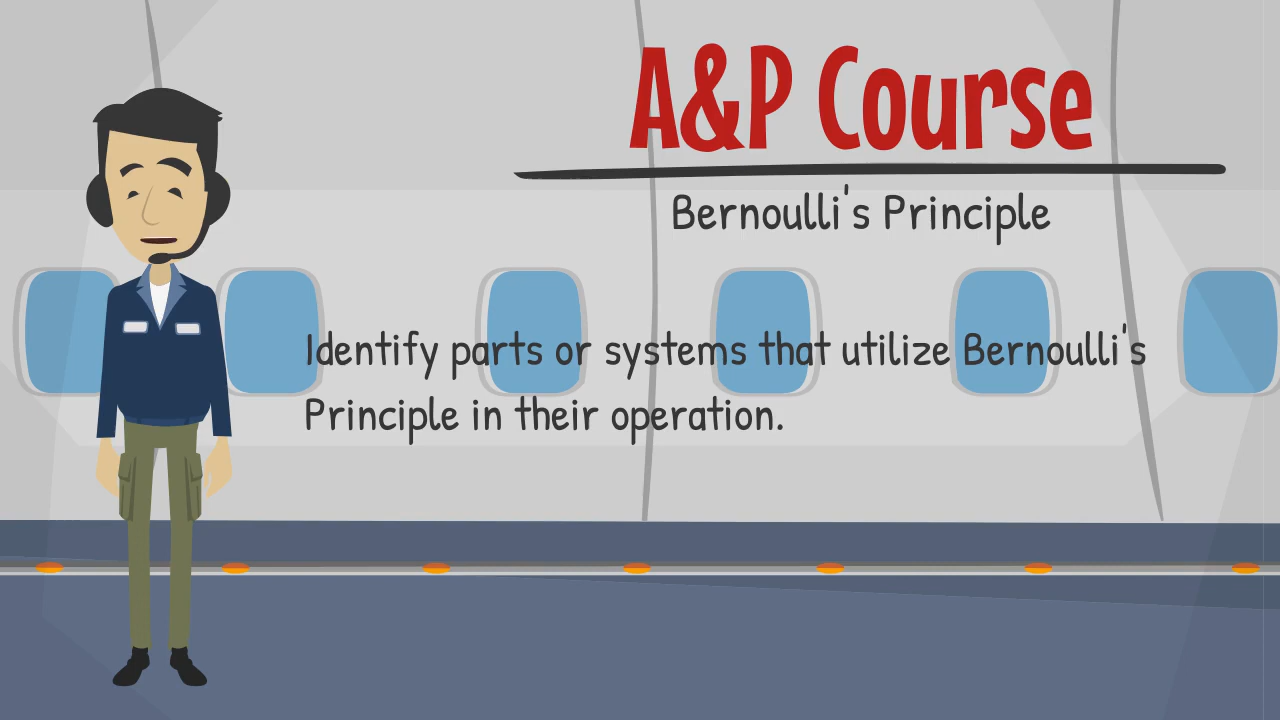 A&P Course
Bernoulli's Principle
Identify parts or systems that utilize Bernoulli's
Principle in their operation.